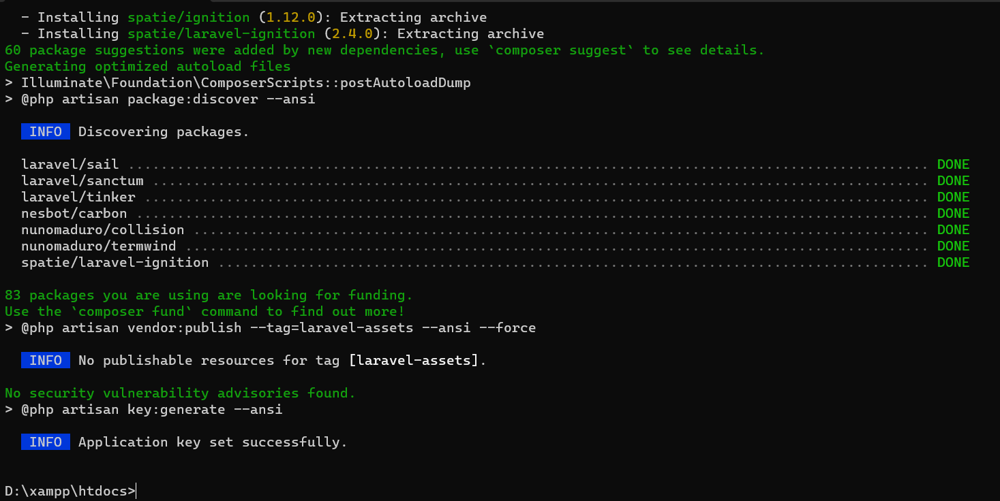 - Installing spatie/ignition (1.12.0): Extracting archive
- Installing spatie/laravel-ignition (2.4.0): Extracting archive
60 package suggestions were added by new dependencies, use `composer suggest` to see details.
Generating optimized autoload files
> Illuminate\Foundation\ComposerScripts::postAutoloadDump
> @php artisan package:discover --ansi
INFO Discovering packages.
laravel/sail .................................................................................................. DONE
laravel/sanctum ............................................................................................... DONE
laravel/tinker ................................................................................................ DONE
nesbot/carbon ................................................................................................. DONE
nunomaduro/collision .......................................................................................... DONE
nunomaduro/termwind ........................................................................................... DONE
spatie/laravel-ignition ....................................................................................... DONE
83 packages you are using are looking for funding.
Use the `composer fund` command to find out more!
> @php artisan vendor:publish --tag=laravel-assets --ansi --force
INFO No publishable resources for tag [laravel-assets].
No security vulnerability advisories found.
> @php artisan key:generate --ansi
INFO Application key set successfully.
D:\xampp\htdocs>